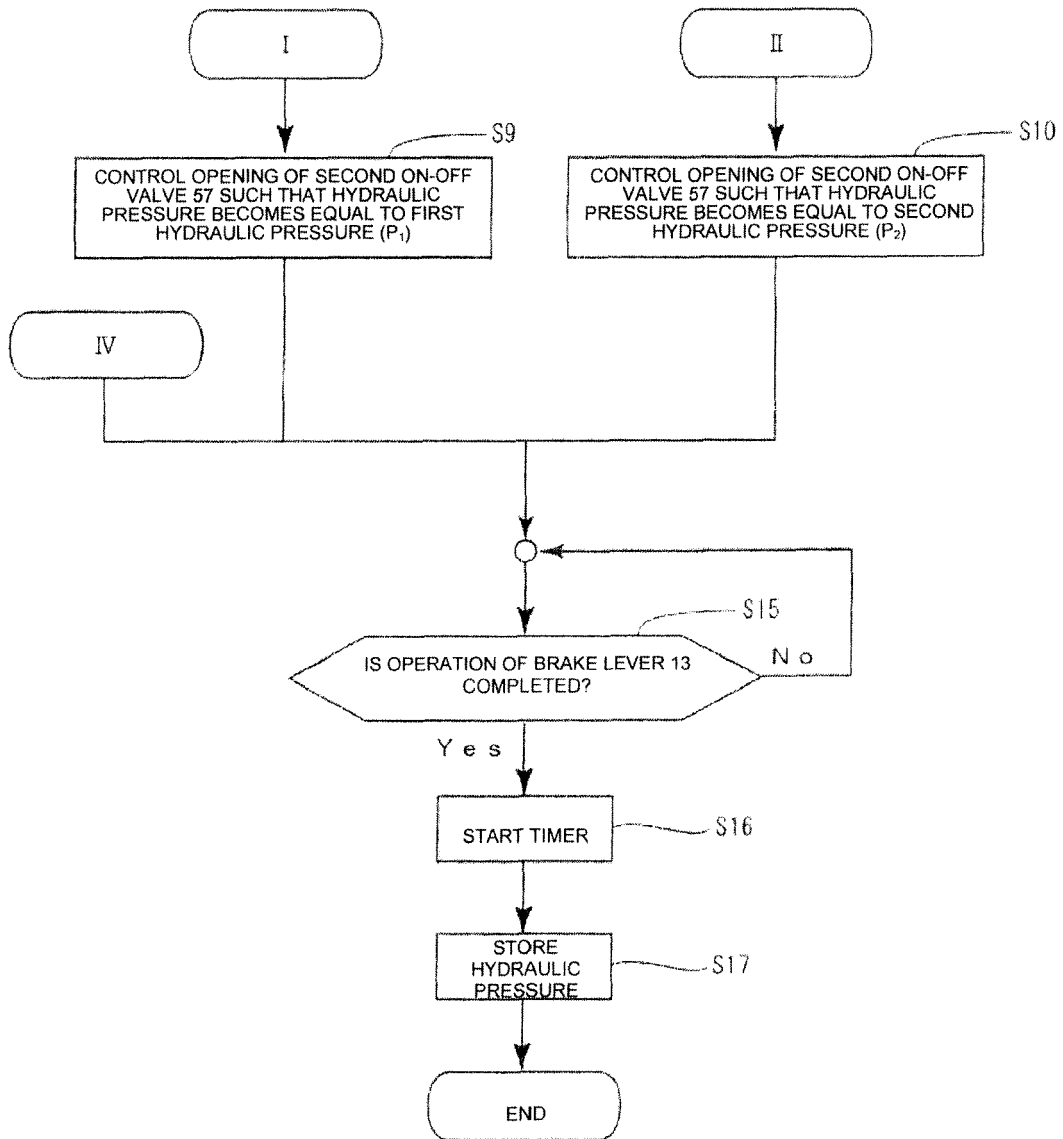 I
II
S9
S10
CONTROL OPENING OF SECOND ON-OFF
VALVE 57 SUCH THAT HYDRAULIC
PRESSURE BECOMES EQUAL TO FIRST
HYDRAULIC PRESSURE (P₁)
CONTROL OPENING OF SECOND ON-OFF
VALVE 57 SUCH THAT HYDRAULIC
PRESSURE BECOMES EQUAL TO SECOND
HYDRAULIC PRESSURE (P₂)
IV
S15
IS OPERATION OF BRAKE LEVER 13
COMPLETED?
No
Yes
START TIMER
S16
STORE
HYDRAULIC
PRESSURE
S17
END